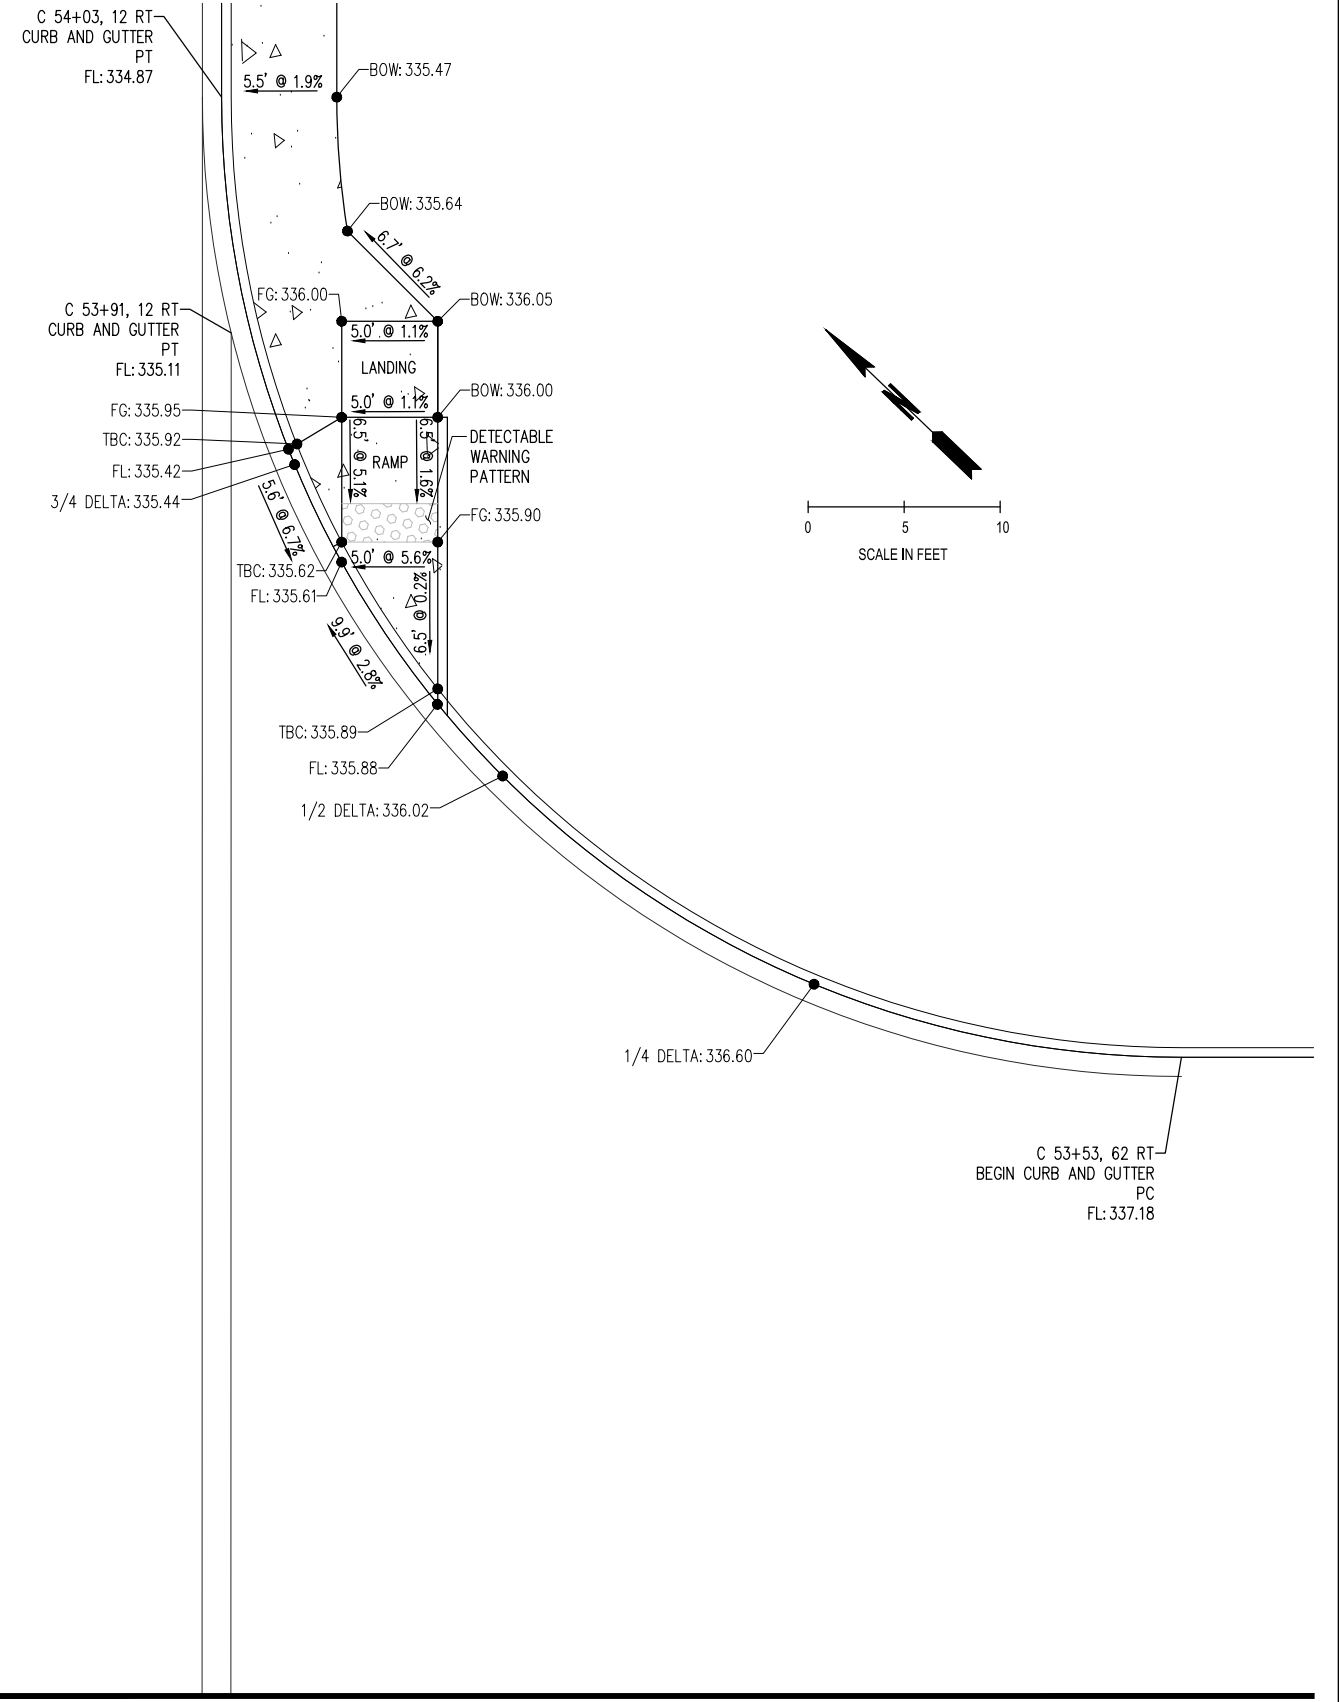 C 54+03, 12 RT
CURB AND GUTTER
PT
FL: 334.87
5.5' @ 1.9%
BOW: 335.47
BOW: 335.64
6.7' @ 6.2%
FG: 336.00
BOW: 336.05
C 53+91, 12 RT
CURB AND GUTTER
PT
FL: 335.11
5.0' @ 1.1%
LANDING
BOW: 336.00
5.0' @ 1.1%
FG: 335.95
TBC: 335.92
FL: 335.42
3/4 DELTA: 335.44
6.5' @ 5.1%
RAMP
6.5' @ 1.6%
DETECTABLE
WARNING
PATTERN
FG: 335.90
5.6' @ 6.7%
TBC: 335.62
FL: 335.61
5.0' @ 5.6%
6.5' @ 0.2%
9.9' @ 2.8%
TBC: 335.89
FL: 335.88
1/2 DELTA: 336.02
N
0 5 10
SCALE IN FEET
1/4 DELTA: 336.60
C 53+53, 62 RT
BEGIN CURB AND GUTTER
PC
FL: 337.18